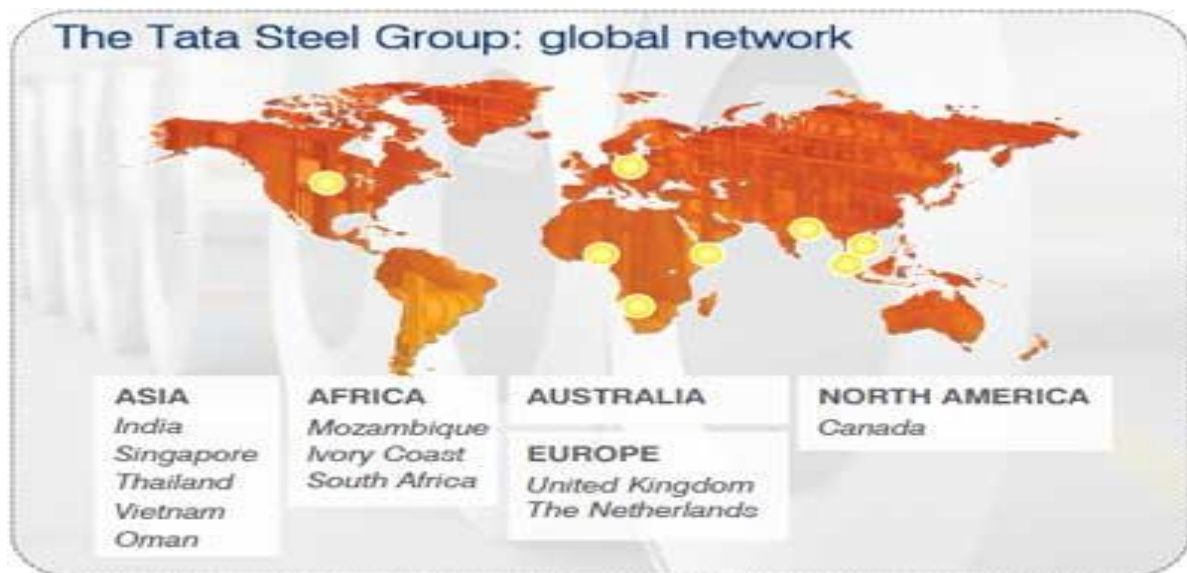 The Tata Steel Group: global network
ASIA
India
Singapore
Thailand
Vietnam
Oman
AFRICA
Mozambique
Ivory Coast
South Africa
AUSTRALIA
EUROPE
United Kingdom
The Netherlands
NORTH AMERICA
Canada